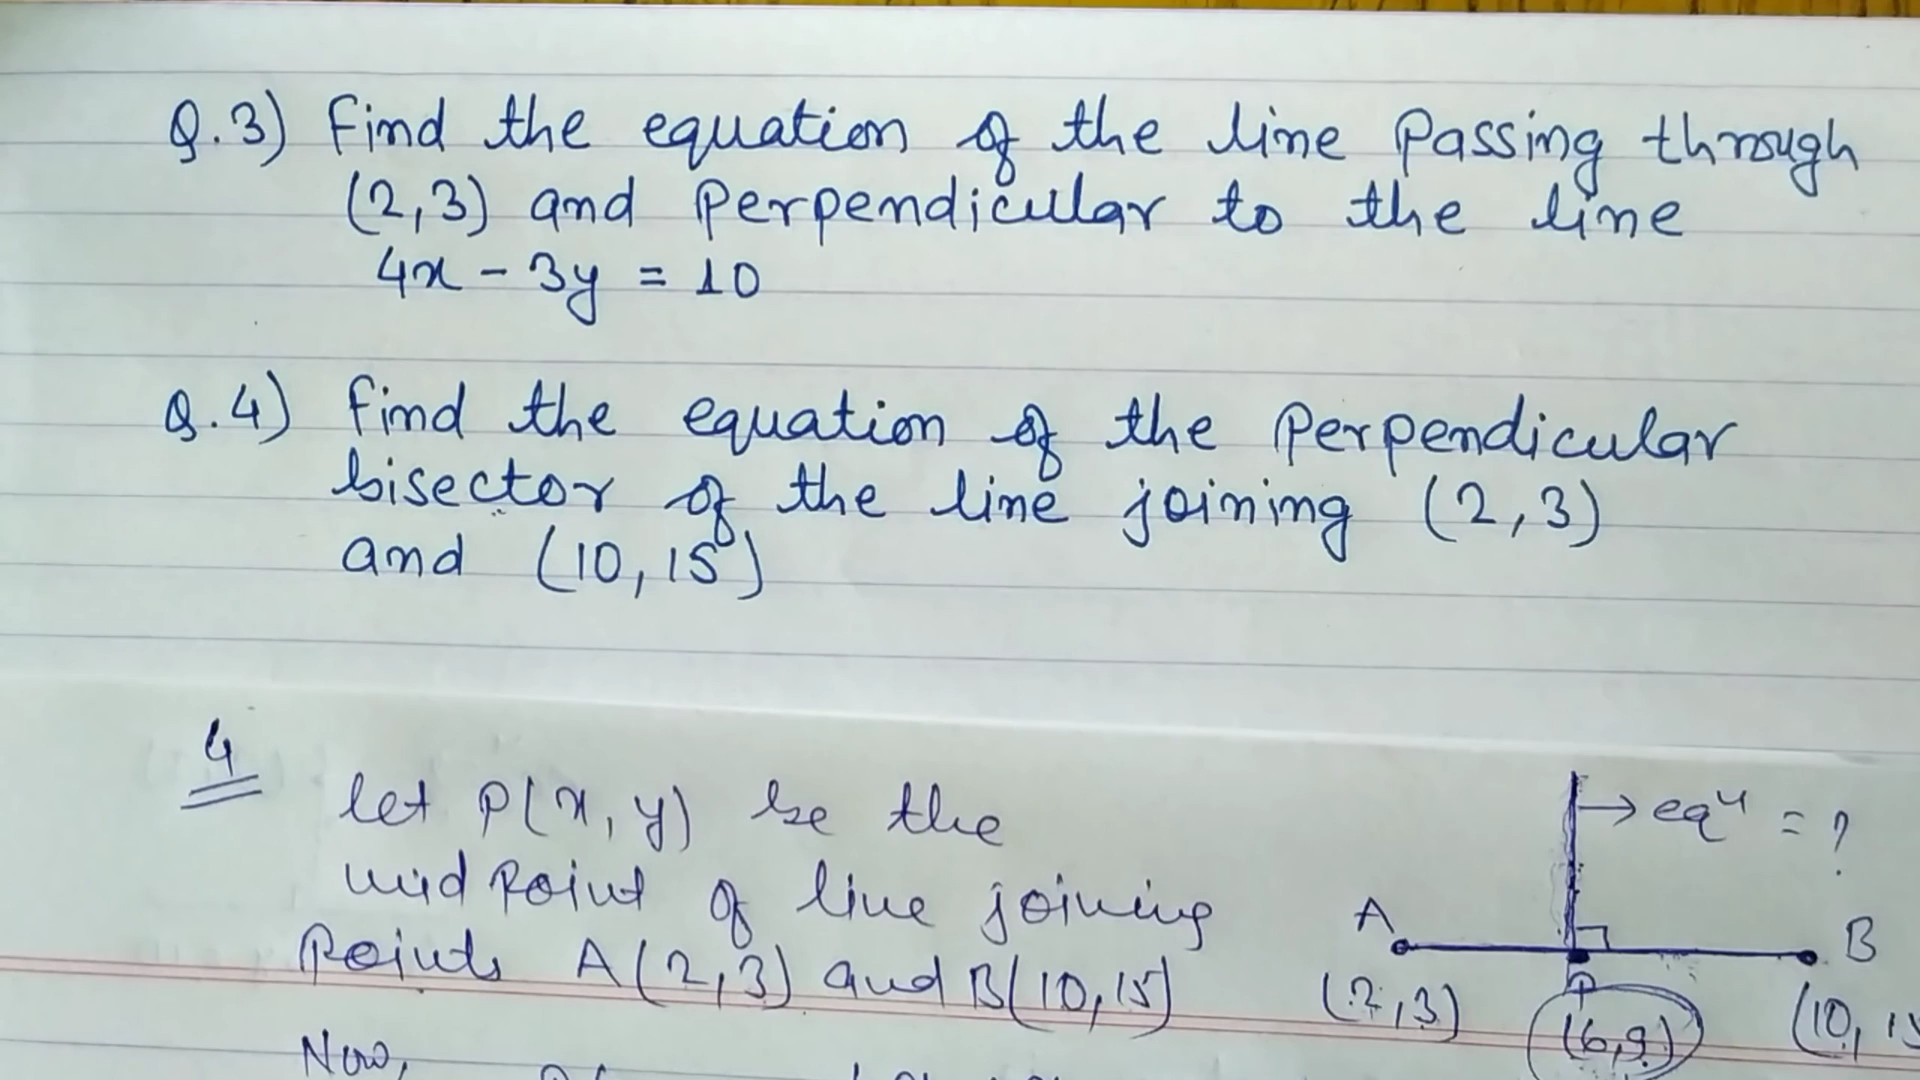 Q.3) Find the equation of the line Passing through
(2,3) and Perpendicular to the line
4x - 3y = 10
Q.4) Find the equation of the Perpendicular
bisector of the line joining (2,3)
and (10,15)
4
let P(x,y) be the
mid Point of line joining
Points A(2,3) and B(10,15)
→ eqⁿ = ?
A
B
P
(2,3)
(6,9)
(10, 15
Now,